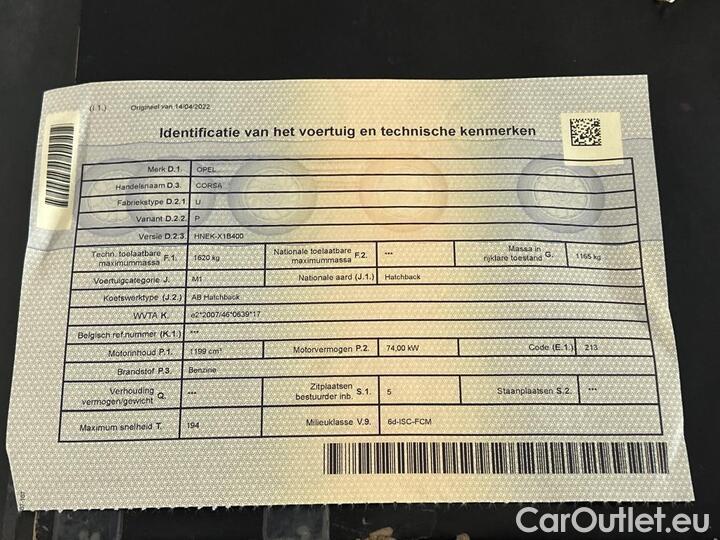 (I.1.) Origineel van 14/04/2022
Identificatie van het voertuig en technische kenmerken
Merk D.1. OPEL
Handelsnaam D.3. CORSA
Fabriekstype D.2.1 U
Variant D.2.2. P
Versie D.2.3 HNEK-X1B400
Techn. toelaatbare maximummassa F.1. 1620 kg Nationale toelaatbare maximummassa F.2. --- Massa in rijklare toestand G. 1165 kg
Voertuigcategorie J. M1 Nationale aard (J.1.) Hatchback
Koetswerktype (J.2.) AB Hatchback
WVTA K. e2*2007/46*0639*17
Belgisch ref.nummer (K.1.) ---
Motorinhoud P.1. 1199 cm³ Motorvermogen P.2. 74,00 kW Code (E.1.) 213
Brandstof P.3. Benzine
Verhouding vermogen/gewicht Q. --- Zitplaatsen bestuurder inb. S.1. 5 Staanplaatsen S.2. ---
Maximum snelheid T. 194 Milieuklasse V.9. 6d-ISC-FCM
CarOutlet.eu